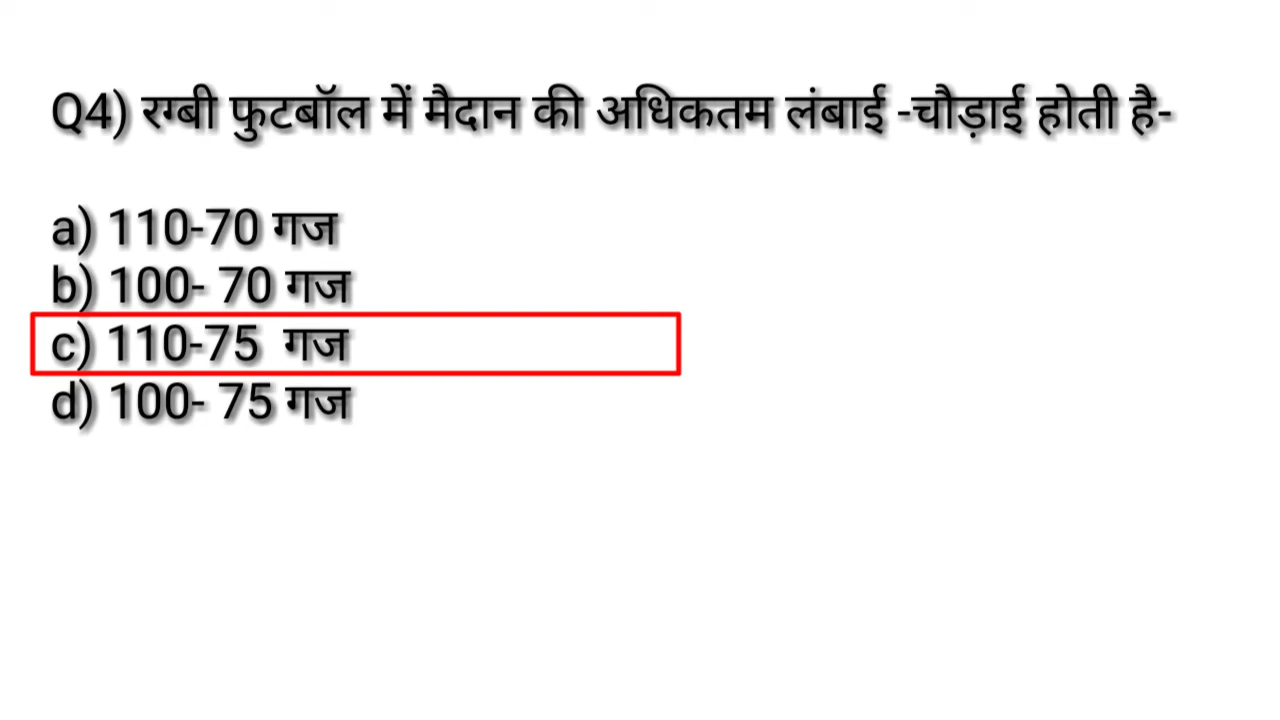 Q4) रग्बी फुटबॉल में मैदान की अधिकतम लंबाई -चौड़ाई होती है-
a) 110-70 गज
b) 100- 70 गज
c) 110-75 गज
d) 100- 75 गज